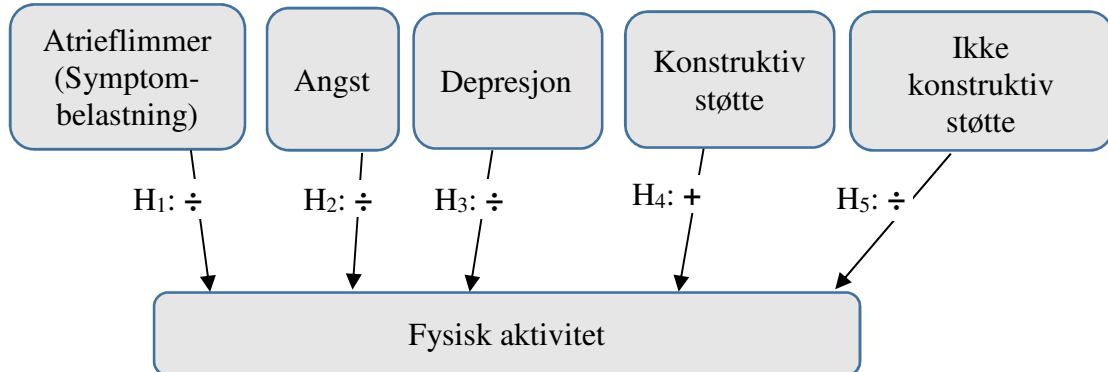 Atrieflimmer
(Symptom-
belastning)
Angst
Depresjon
Konstruktiv
støtte
Ikke
konstruktiv
støtte
H₁: ÷
H₂: ÷
H₃: ÷
H₄: +
H₅: ÷
Fysisk aktivitet